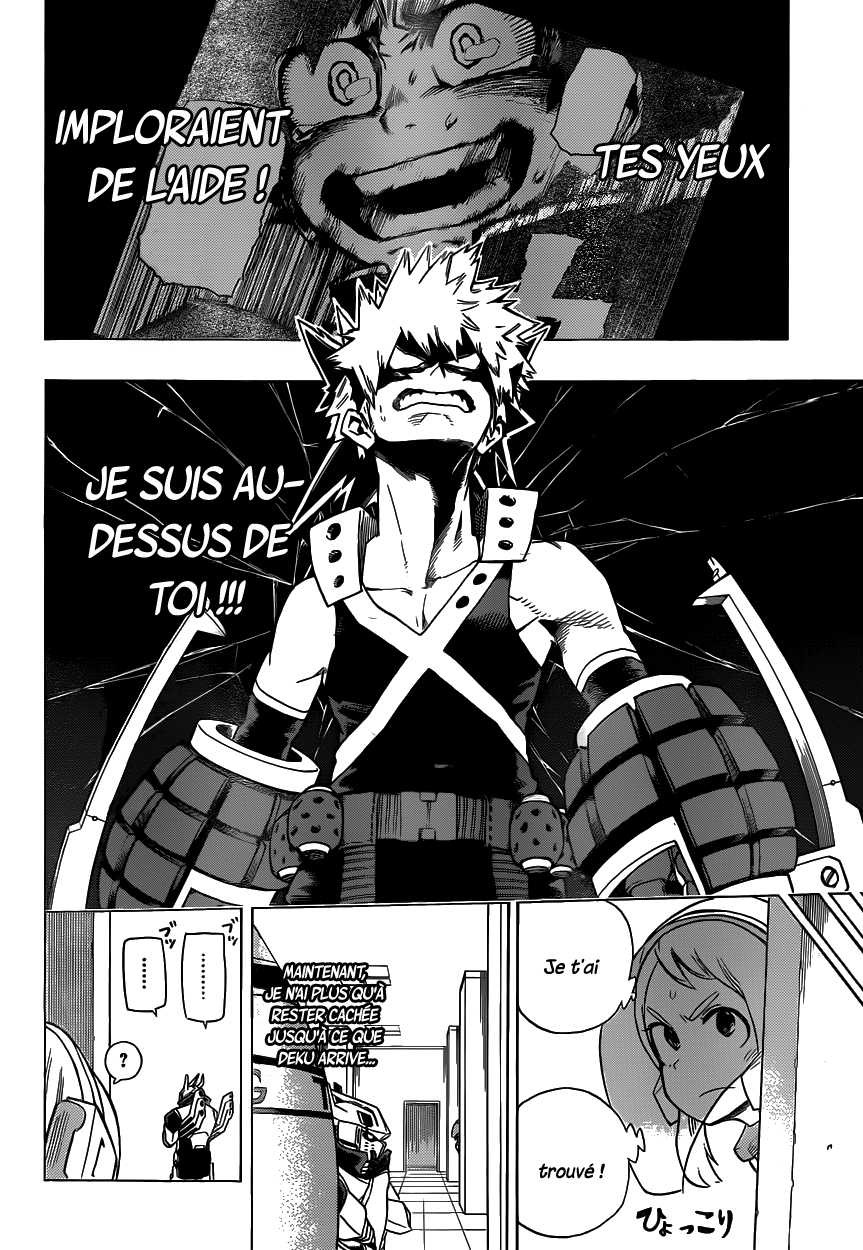 TES YEUX
IMPLORAIENT
DE L'AIDE !
JE SUIS AU-
DESSUS DE
TOI !!!
Je t'ai
trouvé !
ひょっこり
MAINTENANT,
JE N'AI PLUS QU'À
RESTER CACHÉE
JUSQU'À CE QUE
DEKU ARRIVE...
ブツ
ブツ
?